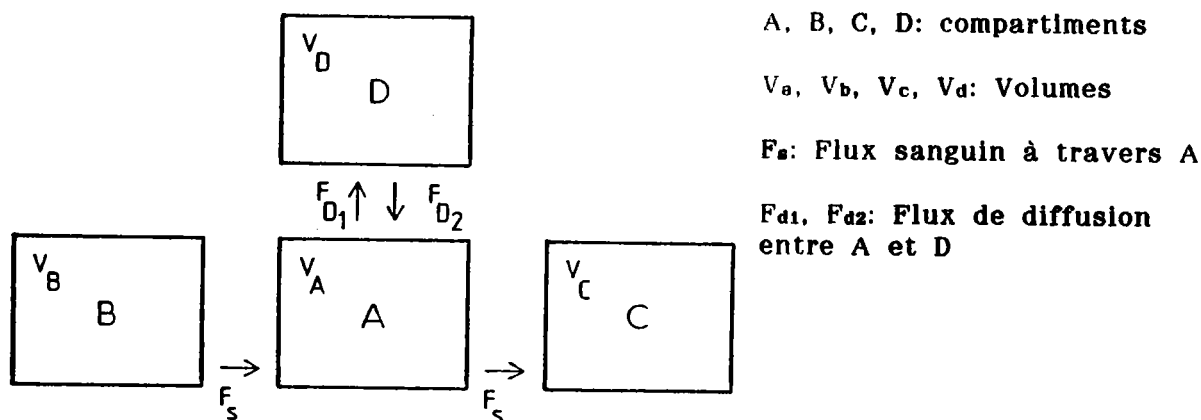 V_D
D
F_D1 F_D2
V_B
B
V_A
A
V_C
C
F_s
F_s
A, B, C, D: compartiments
Va, Vb, Vc, Vd: Volumes
Fs: Flux sanguin à travers A
Fd1, Fd2: Flux de diffusion
entre A et D